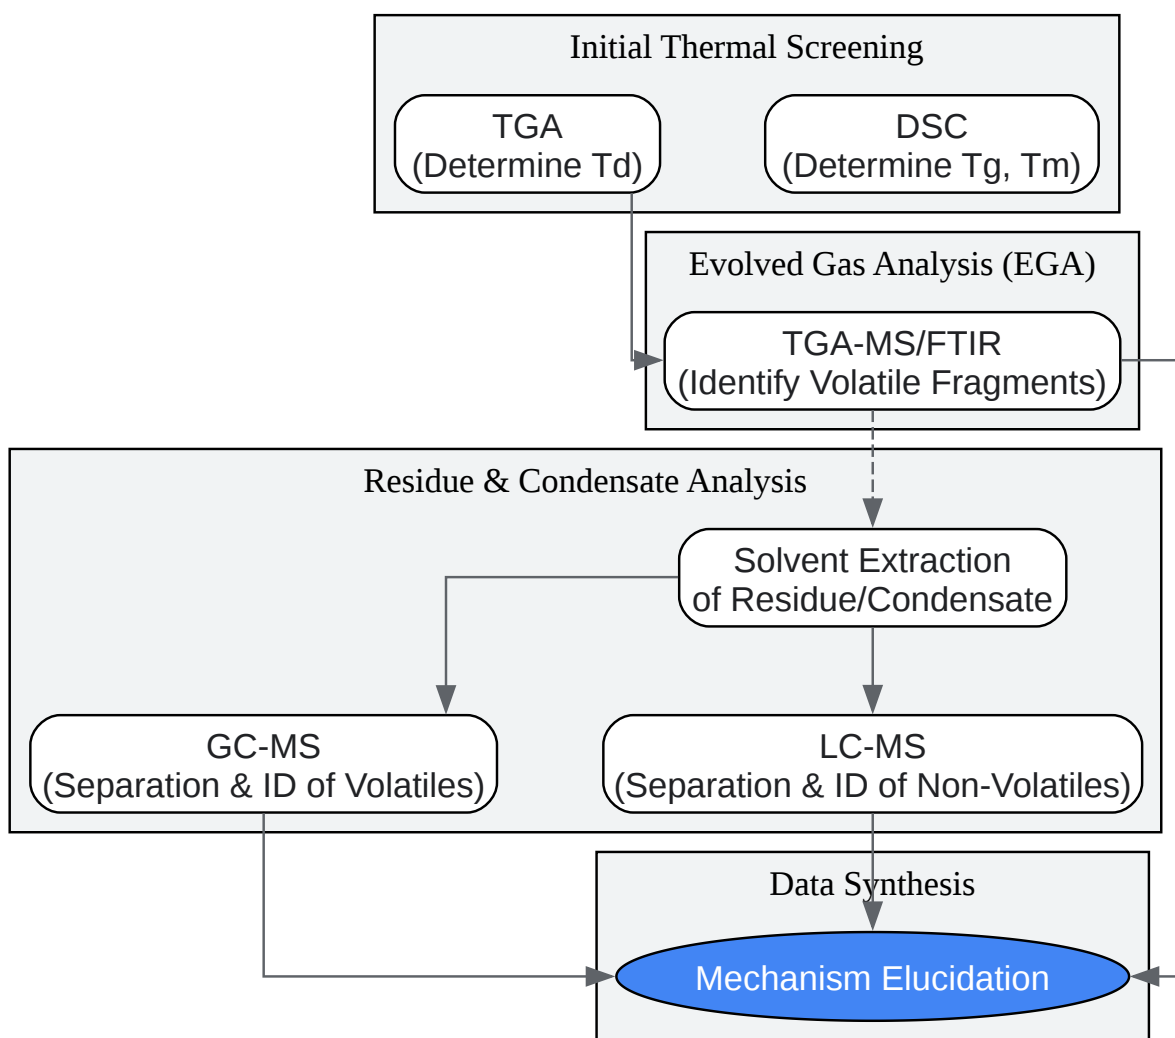 Initial Thermal Screening
TGA
(Determine Td)
DSC
(Determine Tg, Tm)
Evolved Gas Analysis (EGA)
TGA-MS/FTIR
(Identify Volatile Fragments)
Residue & Condensate Analysis
Solvent Extraction
of Residue/Condensate
GC-MS
(Separation & ID of Volatiles)
LC-MS
(Separation & ID of Non-Volatiles)
Data Synthesis
Mechanism Elucidation